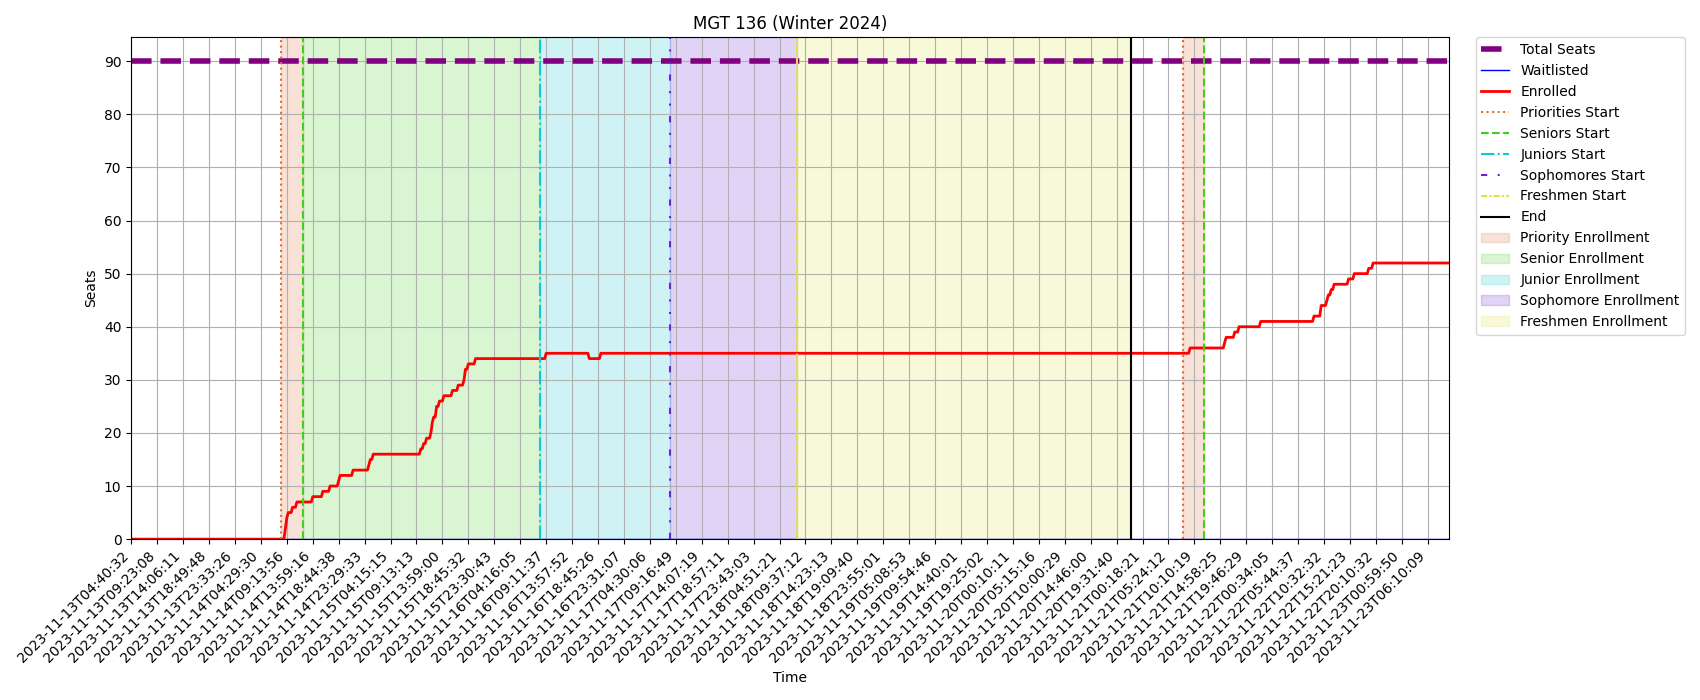 MGT 136 (Winter 2024)
Total Seats
Waitlisted
Enrolled
Priorities Start
Seniors Start
Juniors Start
Sophomores Start
Freshmen Start
End
Priority Enrollment
Senior Enrollment
Junior Enrollment
Sophomore Enrollment
Freshmen Enrollment
Seats
90
80
70
60
50
40
30
20
10
0
2023-11-13T04:40:32
2023-11-13T09:23:08
2023-11-13T14:06:11
2023-11-13T18:49:48
2023-11-13T23:33:26
2023-11-14T04:29:30
2023-11-14T09:13:56
2023-11-14T13:59:16
2023-11-14T18:44:38
2023-11-14T23:29:33
2023-11-15T04:15:15
2023-11-15T09:13:13
2023-11-15T13:59:00
2023-11-15T18:45:32
2023-11-15T23:30:43
2023-11-16T04:16:05
2023-11-16T09:11:37
2023-11-16T13:57:52
2023-11-16T18:45:26
2023-11-16T23:31:07
2023-11-17T04:30:06
2023-11-17T09:16:49
2023-11-17T14:07:19
2023-11-17T18:57:11
2023-11-17T23:43:03
2023-11-18T04:51:21
2023-11-18T09:37:12
2023-11-18T14:23:13
2023-11-18T19:09:40
2023-11-18T23:55:01
2023-11-19T05:08:53
2023-11-19T09:54:46
2023-11-19T14:40:01
2023-11-19T19:25:02
2023-11-20T00:10:11
2023-11-20T05:15:16
2023-11-20T10:00:29
2023-11-20T14:46:00
2023-11-20T19:31:40
2023-11-21T00:18:21
2023-11-21T05:24:12
2023-11-21T10:10:19
2023-11-21T14:58:25
2023-11-21T19:46:29
2023-11-22T00:34:05
2023-11-22T05:44:37
2023-11-22T10:32:32
2023-11-22T15:21:23
2023-11-22T20:10:32
2023-11-23T00:59:50
2023-11-23T06:10:09
Time